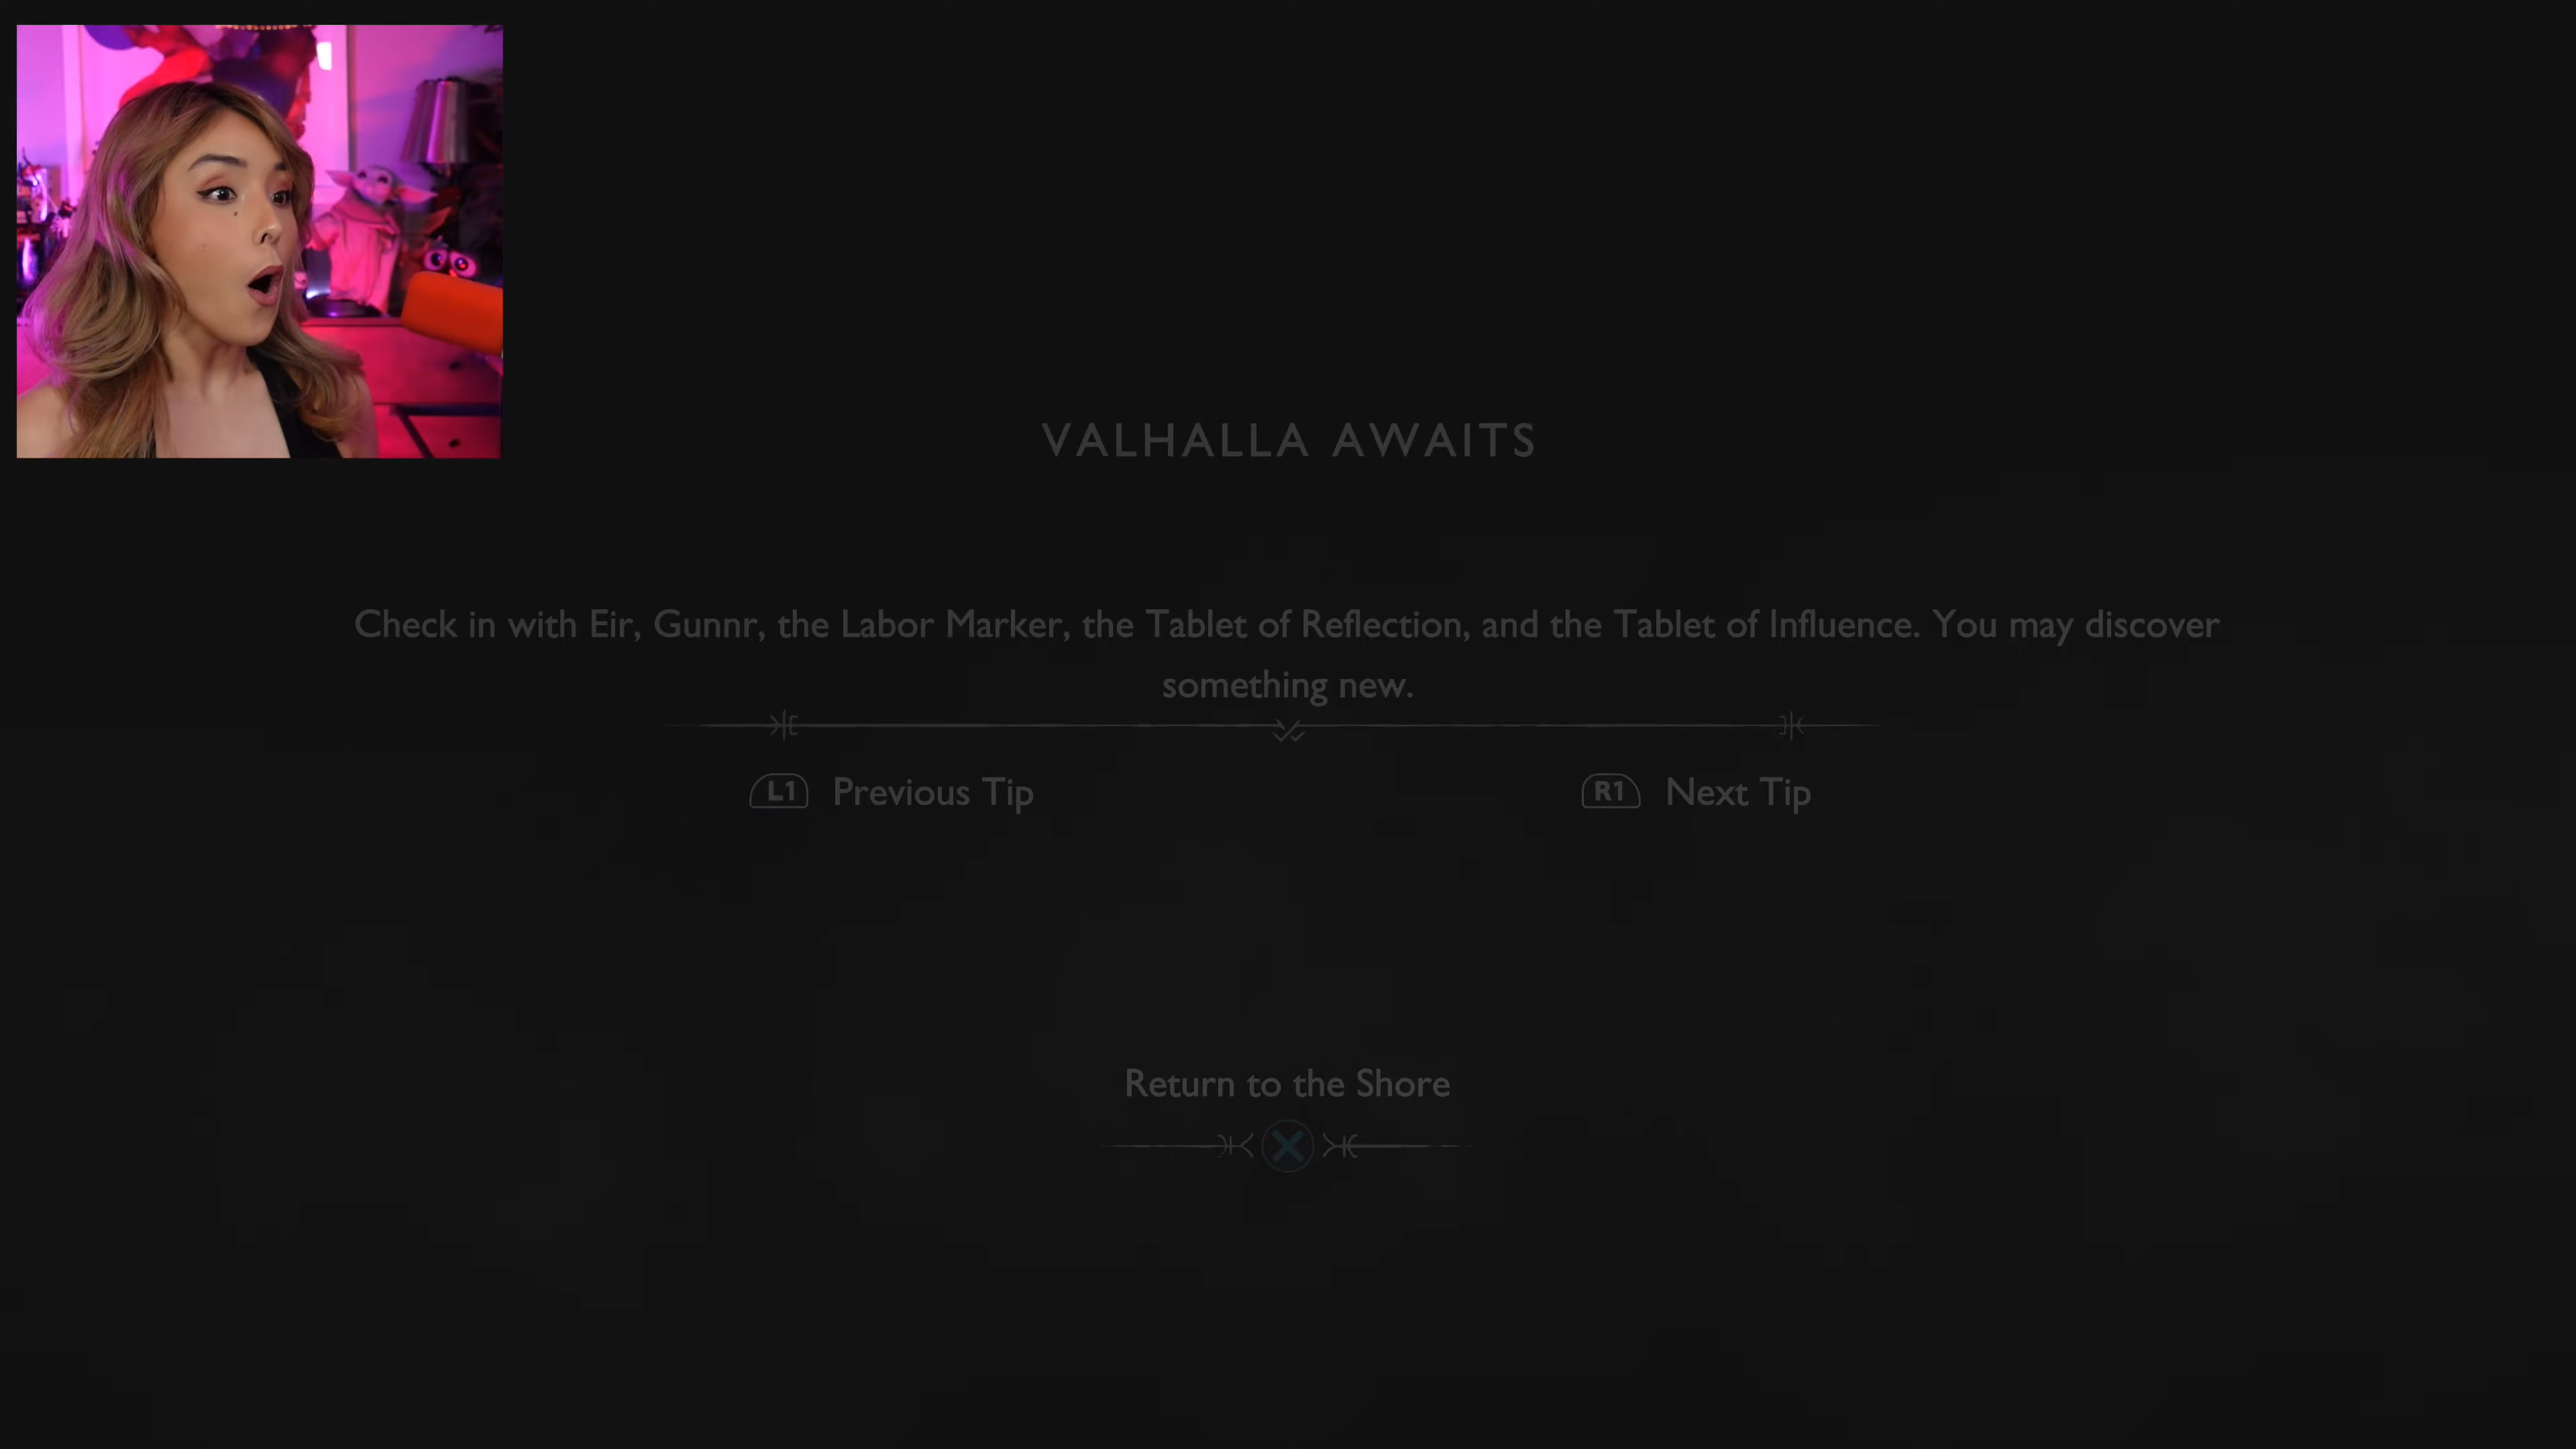 VALHALLA AWAITS
Check in with Eir, Gunnr, the Labor Marker, the Tablet of Reflection, and the Tablet of Influence. You may discover
something new.
L1 Previous Tip R1 Next Tip
Return to the Shore